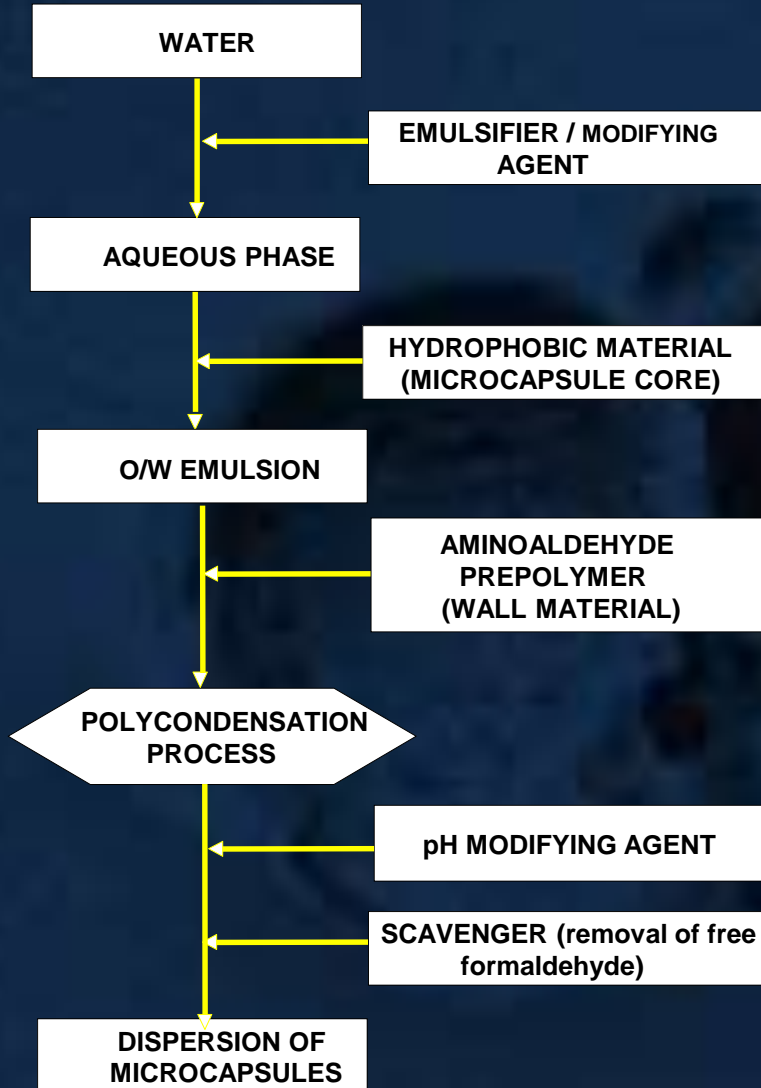 WATER
EMULSIFIER / MODIFYING
AGENT
AQUEOUS PHASE
HYDROPHOBIC MATERIAL
(MICROCAPSULE CORE)
O/W EMULSION
AMINOALDEHYDE
PREPOLYMER
(WALL MATERIAL)
POLYCONDENSATION
PROCESS
pH MODIFYING AGENT
SCAVENGER (removal of free
formaldehyde)
DISPERSION OF
MICROCAPSULES